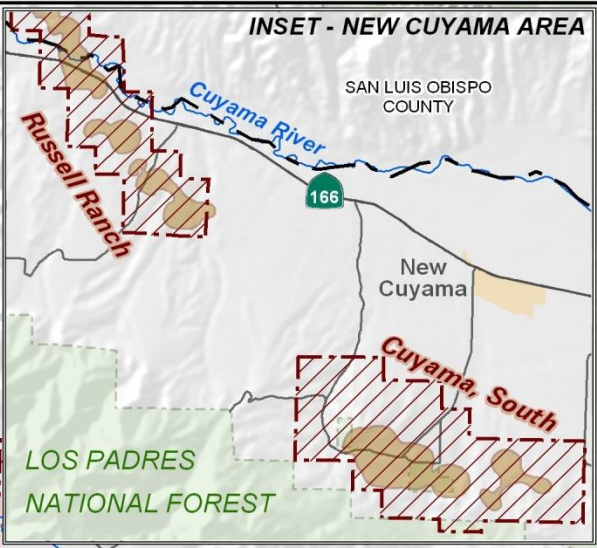 INSET - NEW CUYAMA AREA
SAN LUIS OBISPO
COUNTY
Cuyama River
Russell Ranch
166
New
Cuyama
Cuyama, South
LOS PADRES
NATIONAL FOREST